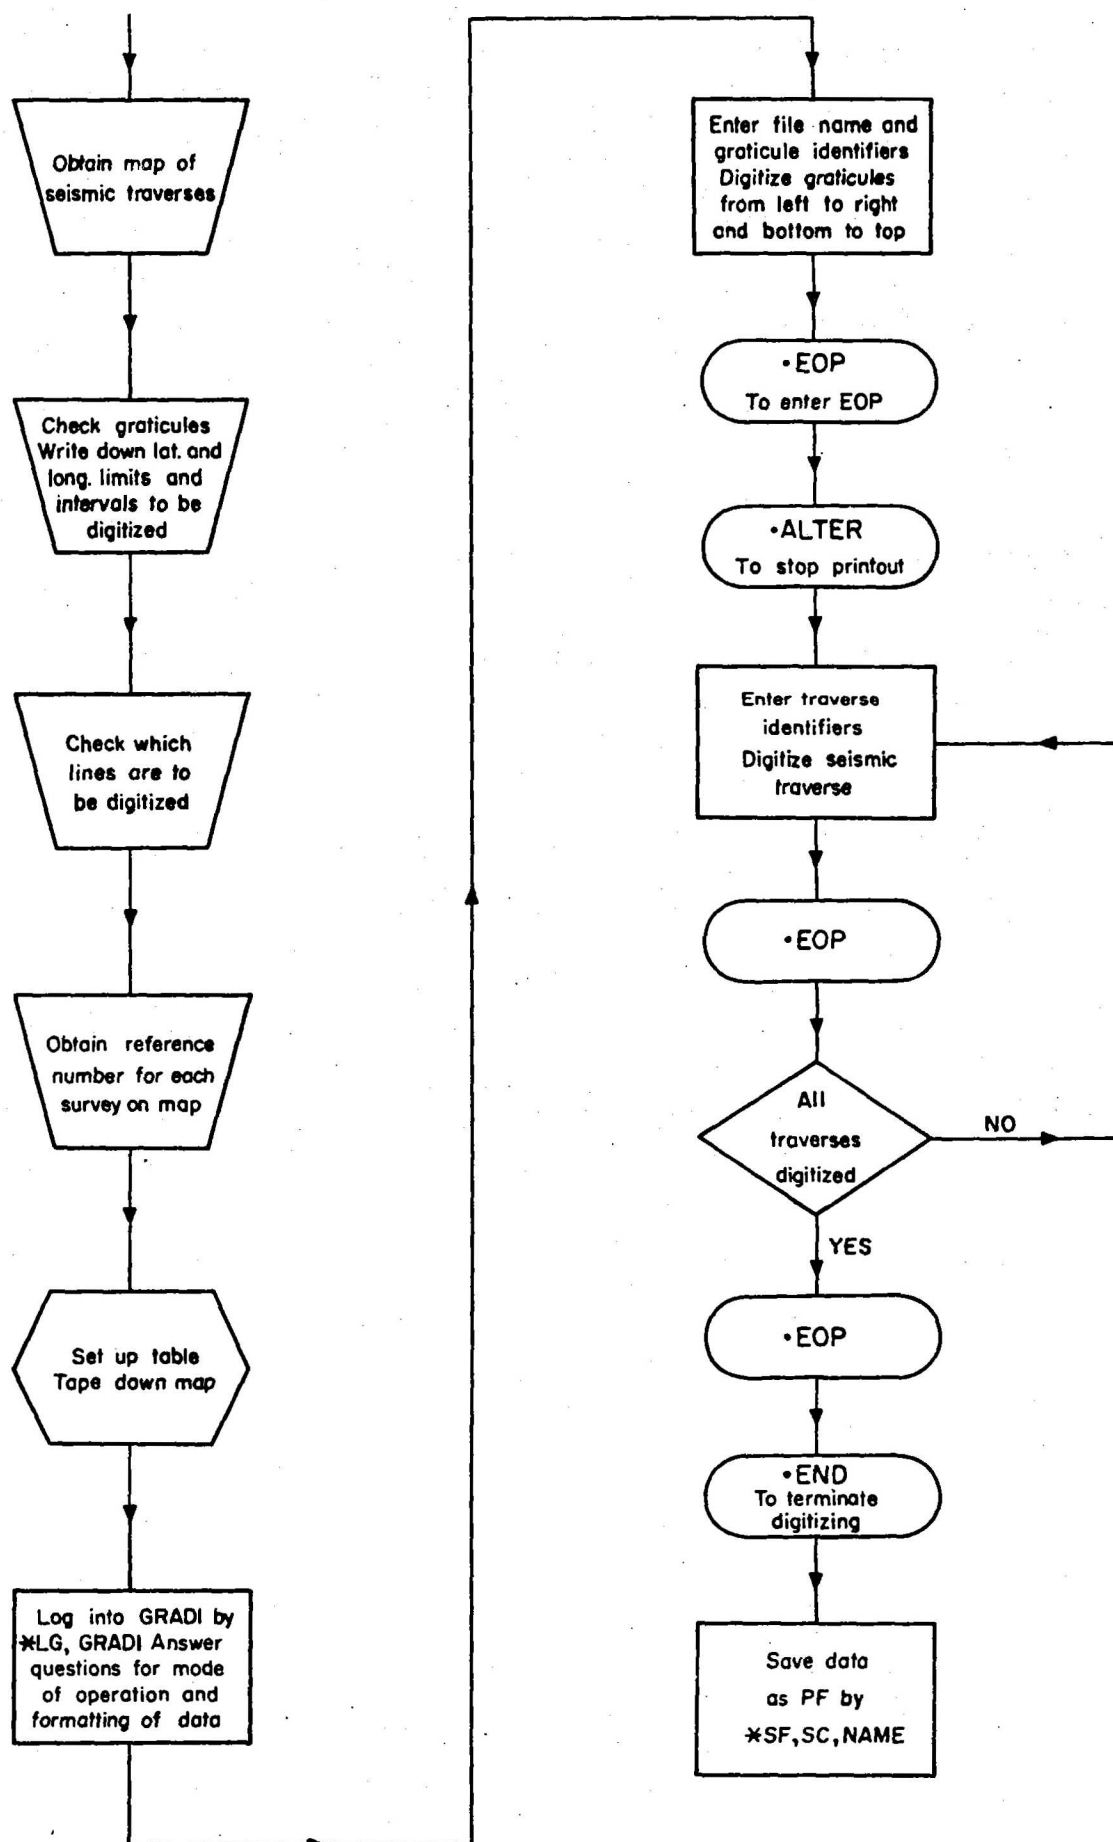 Obtain map of
seismic traverses
Check graticules
Write down lat. and
long. limits and
intervals to be
digitized
Check which
lines are to
be digitized
Obtain reference
number for each
survey on map
Set up table
Tape down map
Log into GRADI by
*LG, GRADI Answer
questions for mode
of operation and
formatting of data
Enter file name and
graticule identifiers
Digitize graticules
from left to right
and bottom to top
•EOP
To enter EOP
•ALTER
To stop printout
Enter traverse
identifiers
Digitize seismic
traverse
•EOP
All
traverses
digitized
NO
YES
•EOP
•END
To terminate
digitizing
Save data
as PF by
*SF,SC,NAME